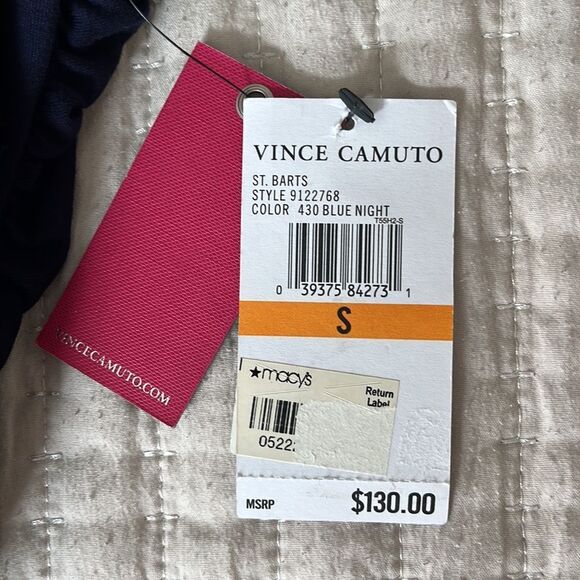 VINCE CAMUTO
ST. BARTS
STYLE 9122768
COLOR 430 BLUE NIGHT
T55H2-S
0 39375 84273 1
S
★macy's
Return
Label
0522
MSRP $130.00
VINCECAMUTO.COM